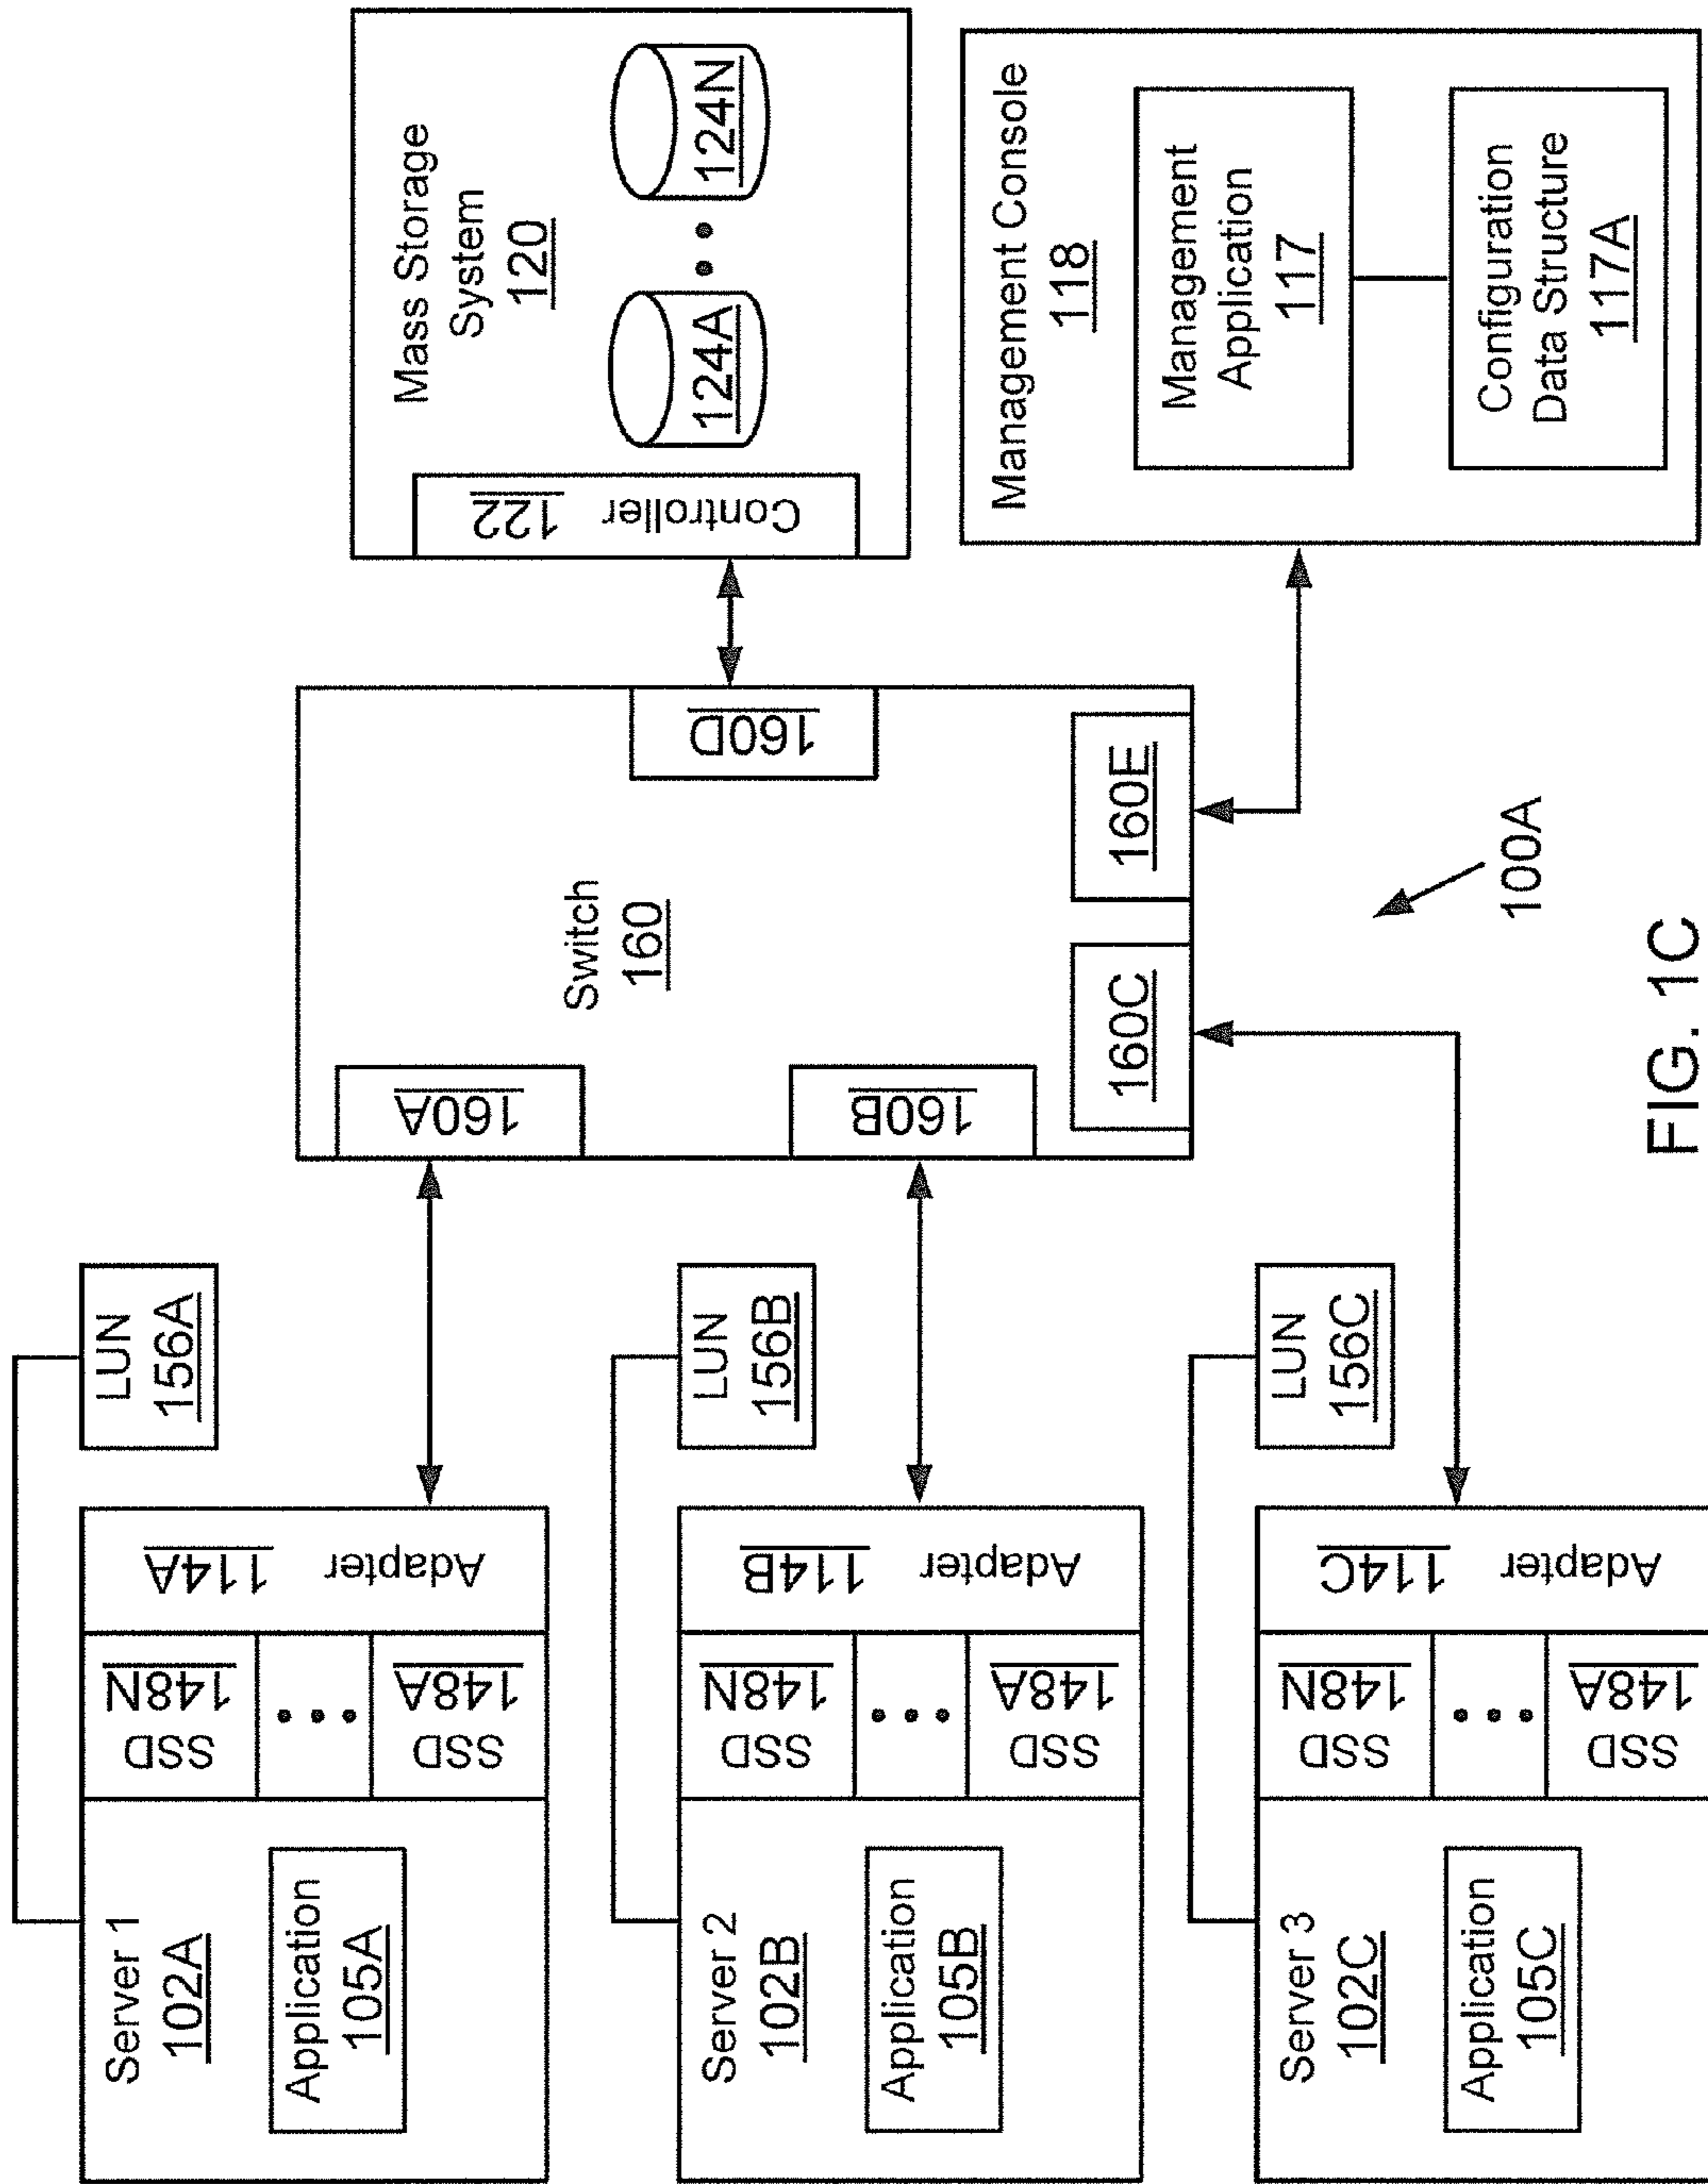 Server 1
102A
Application
105A
SSD 148N
• • •
SSD 148A
Adapter 114A
LUN
156A
Server 2
102B
Application
105B
SSD 148N
• • •
SSD 148A
Adapter 114B
LUN
156B
Server 3
102C
Application
105C
SSD 148N
• • •
SSD 148A
Adapter 114C
LUN
156C
Switch
160
160A
160B
160C
160D
160E
Mass Storage
System
120
Controller 122
124A • • 124N
Management Console
118
Management
Application
117
Configuration
Data Structure
117A
100A
FIG. 1C